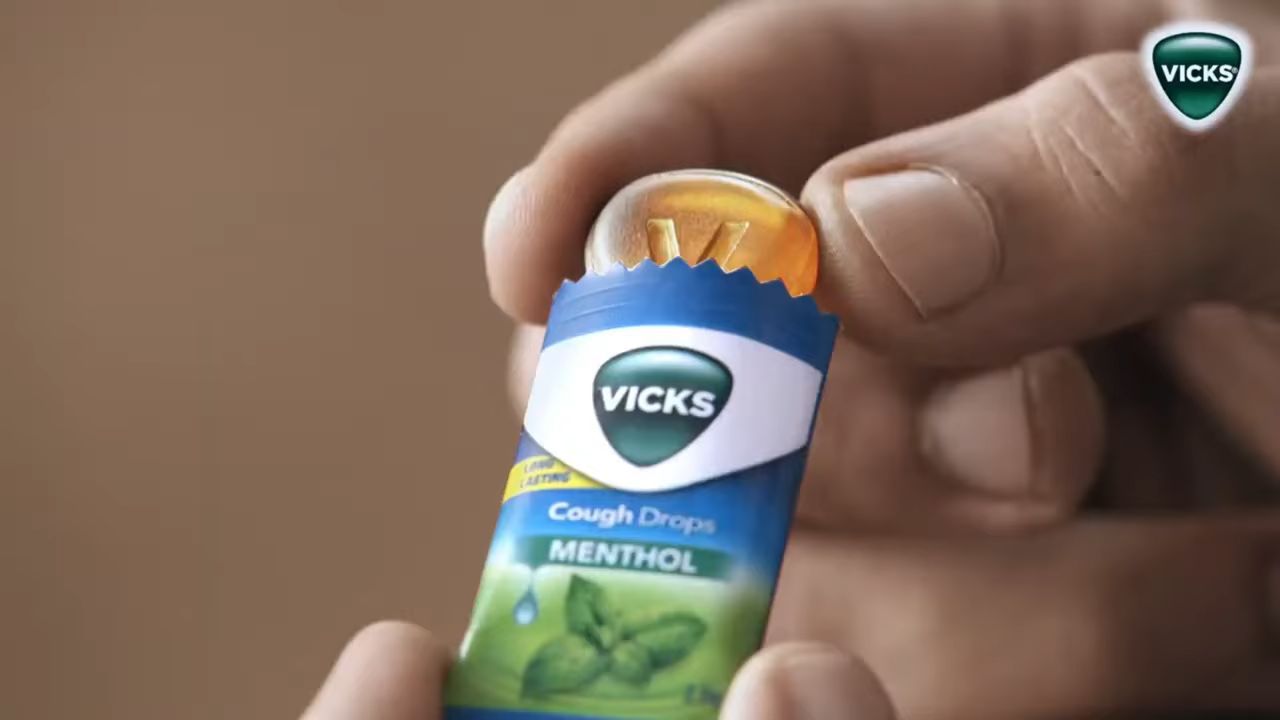 VICKS
V
VICKS
LONG
LASTING
Cough Drops
MENTHOL